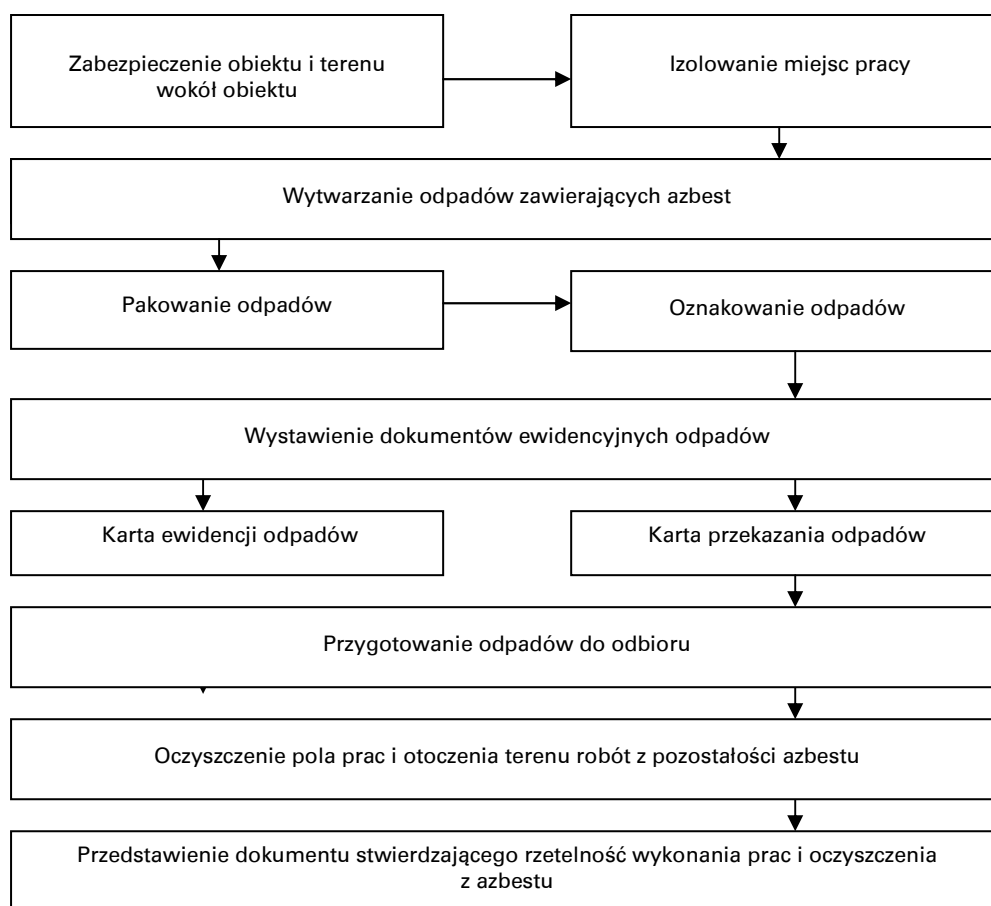 Zabezpieczenie obiektu i terenu
wokół obiektu
Izolowanie miejsc pracy
Wytwarzanie odpadów zawierających azbest
Pakowanie odpadów
Oznakowanie odpadów
Wystawienie dokumentów ewidencyjnych odpadów
Karta ewidencji odpadów
Karta przekazania odpadów
Przygotowanie odpadów do odbioru
Oczyszczenie pola prac i otoczenia terenu robót z pozostałości azbestu
Przedstawienie dokumentu stwierdzającego rzetelność wykonania prac i oczyszczenia
z azbestu